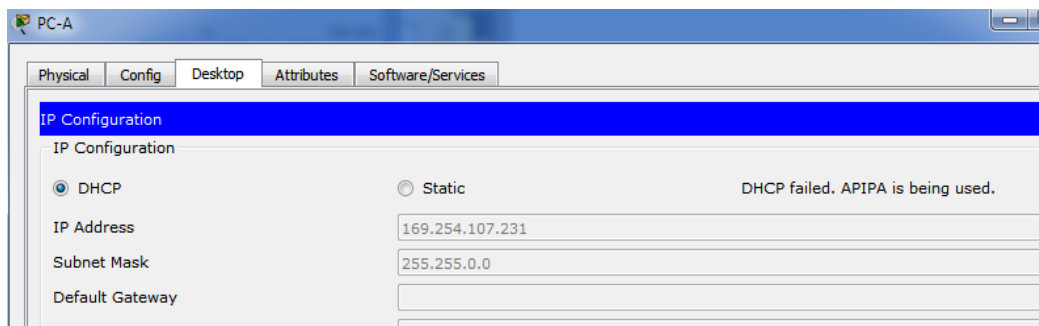 PC-A
Physical Config Desktop Attributes Software/Services
IP Configuration
IP Configuration
DHCP Static DHCP failed. APIPA is being used.
IP Address 169.254.107.231
Subnet Mask 255.255.0.0
Default Gateway